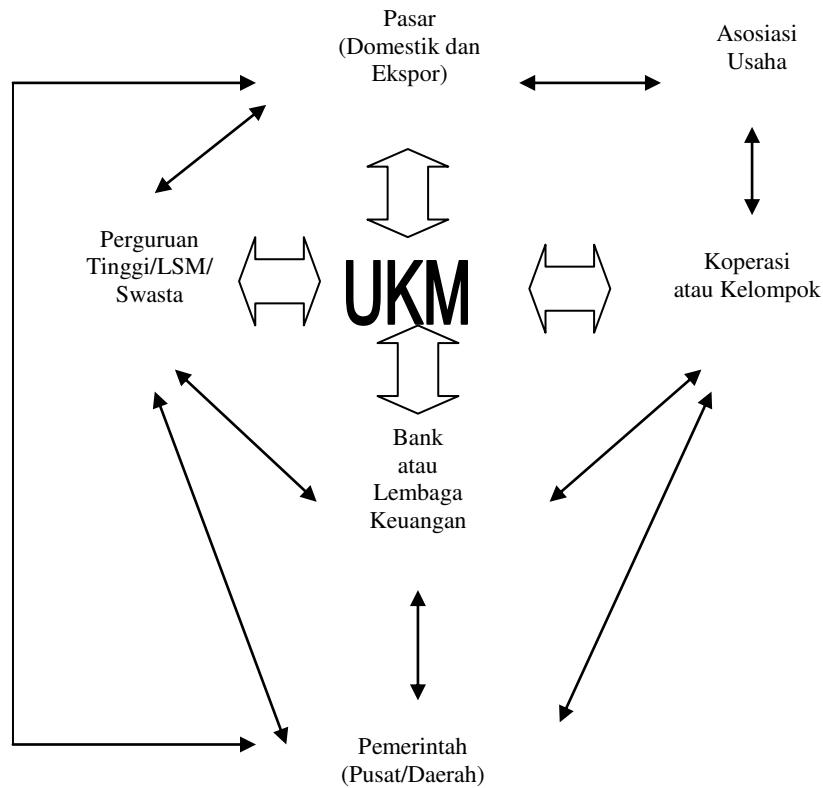 Pasar
(Domestik dan
Ekspor)
Asosiasi
Usaha
Perguruan
Tinggi/LSM/
Swasta
UKM
Koperasi
atau Kelompok
Bank
atau
Lembaga
Keuangan
Pemerintah
(Pusat/Daerah)